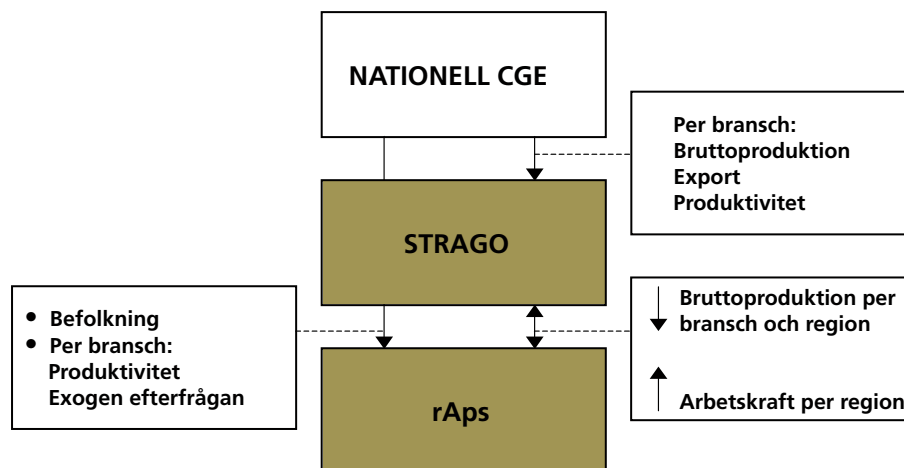 NATIONELL CGE
Per bransch:
Bruttoproduktion
Export
Produktivitet
STRAGO
• Befolkning
• Per bransch:
Produktivitet
Exogen efterfrågan
Bruttoproduktion per
bransch och region
Arbetskraft per region
rAps